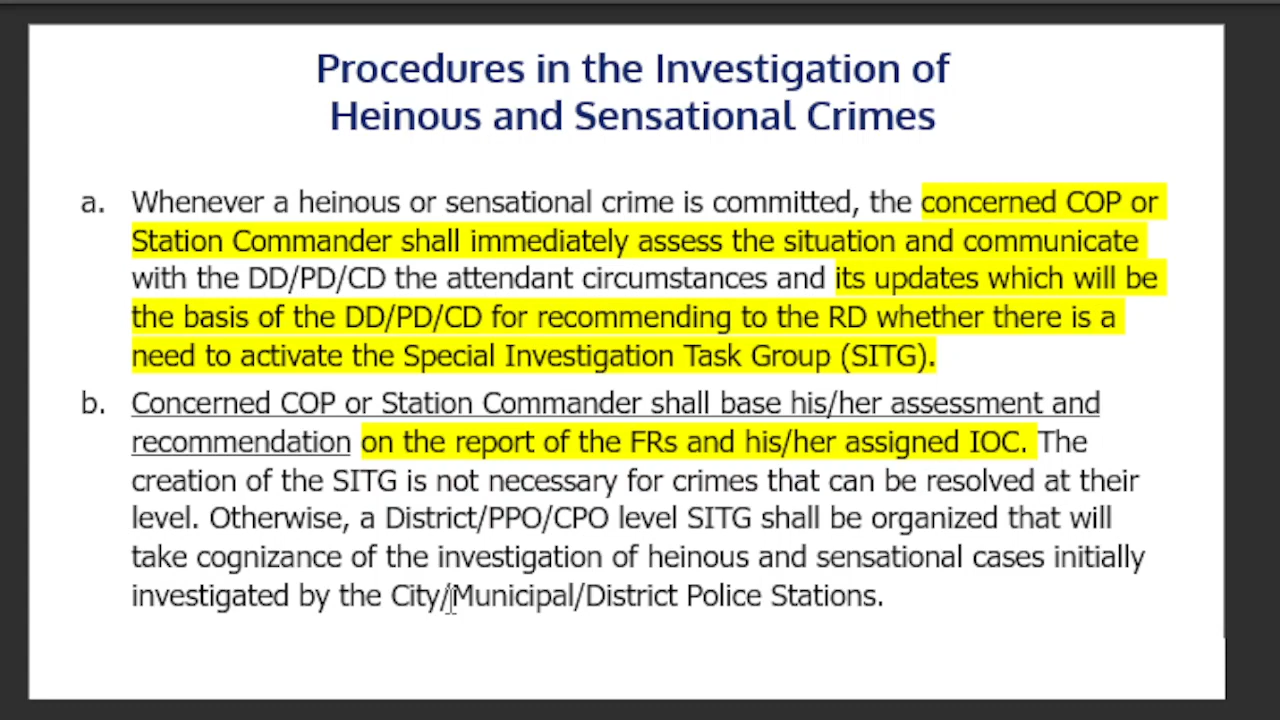 Procedures in the Investigation of
Heinous and Sensational Crimes
a. Whenever a heinous or sensational crime is committed, the concerned COP or
Station Commander shall immediately assess the situation and communicate
with the DD/PD/CD the attendant circumstances and its updates which will be
the basis of the DD/PD/CD for recommending to the RD whether there is a
need to activate the Special Investigation Task Group (SITG).
b. Concerned COP or Station Commander shall base his/her assessment and
recommendation on the report of the FRs and his/her assigned IOC. The
creation of the SITG is not necessary for crimes that can be resolved at their
level. Otherwise, a District/PPO/CPO level SITG shall be organized that will
take cognizance of the investigation of heinous and sensational cases initially
investigated by the City/Municipal/District Police Stations.